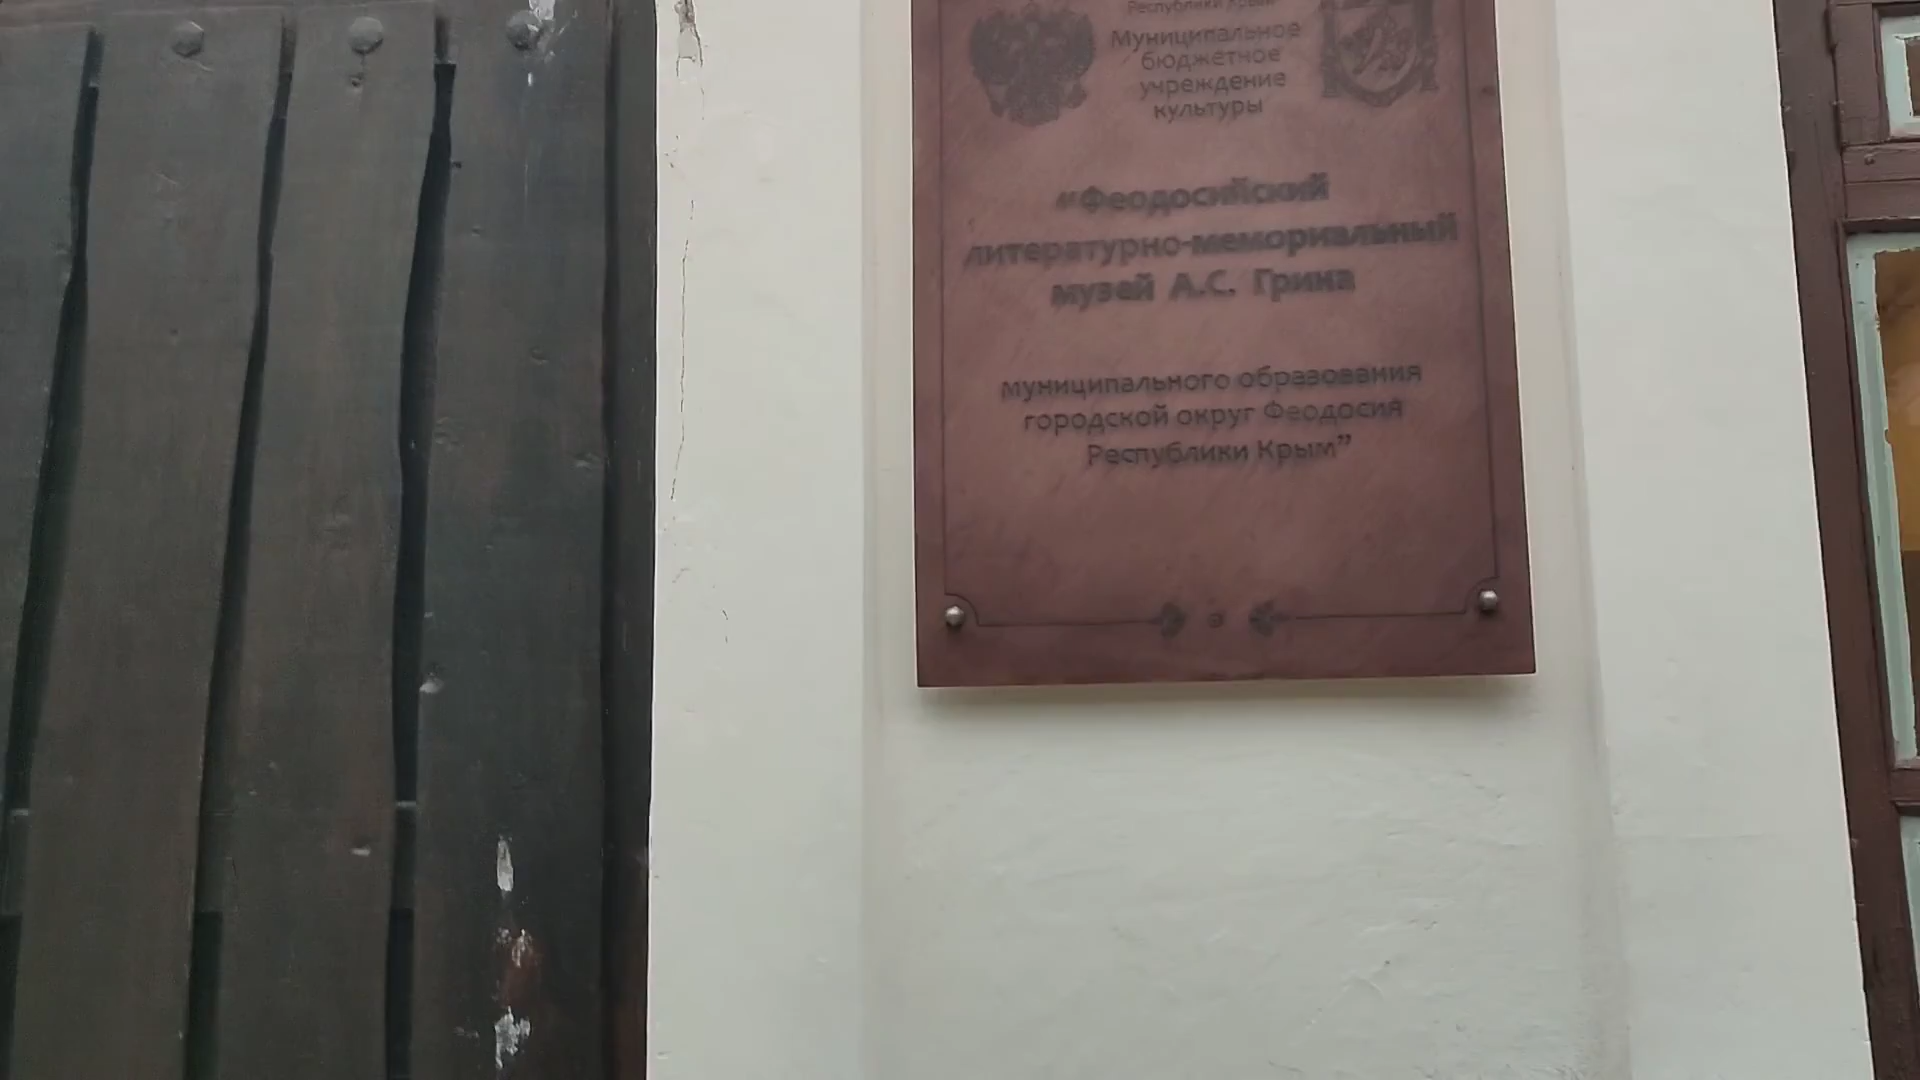 Республики Крым
Муниципальное
бюджетное
учреждение
культуры
“Феодосийский
литературно-мемориальный
музей А.С. Грина
муниципального образования
городской округ Феодосия
Республики Крым”